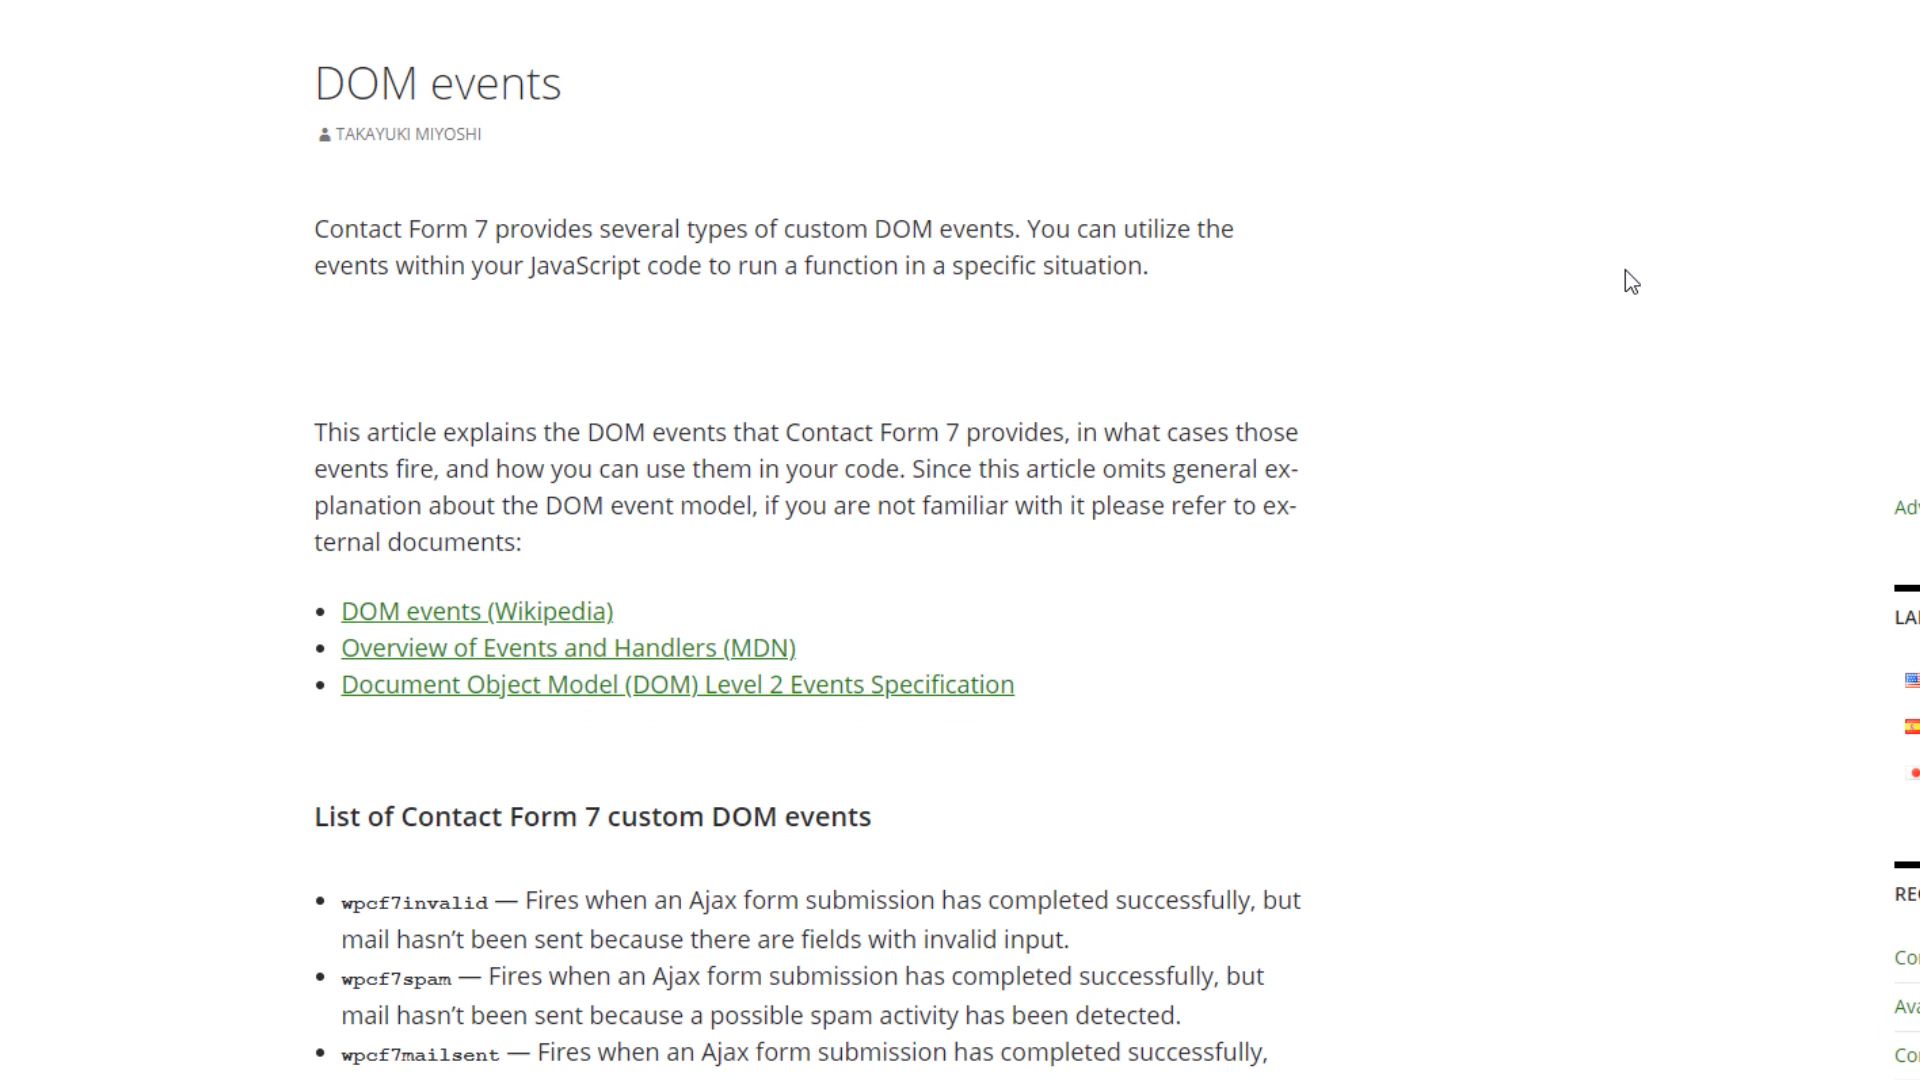 DOM events
TAKAYUKI MIYOSHI
Contact Form 7 provides several types of custom DOM events. You can utilize the
events within your JavaScript code to run a function in a specific situation.
This article explains the DOM events that Contact Form 7 provides, in what cases those
events fire, and how you can use them in your code. Since this article omits general ex-
planation about the DOM event model, if you are not familiar with it please refer to ex-
ternal documents:
DOM events (Wikipedia)
Overview of Events and Handlers (MDN)
Document Object Model (DOM) Level 2 Events Specification
List of Contact Form 7 custom DOM events
wpcf7invalid — Fires when an Ajax form submission has completed successfully, but
mail hasn’t been sent because there are fields with invalid input.
wpcf7spam — Fires when an Ajax form submission has completed successfully, but
mail hasn’t been sent because a possible spam activity has been detected.
wpcf7mailsent — Fires when an Ajax form submission has completed successfully,